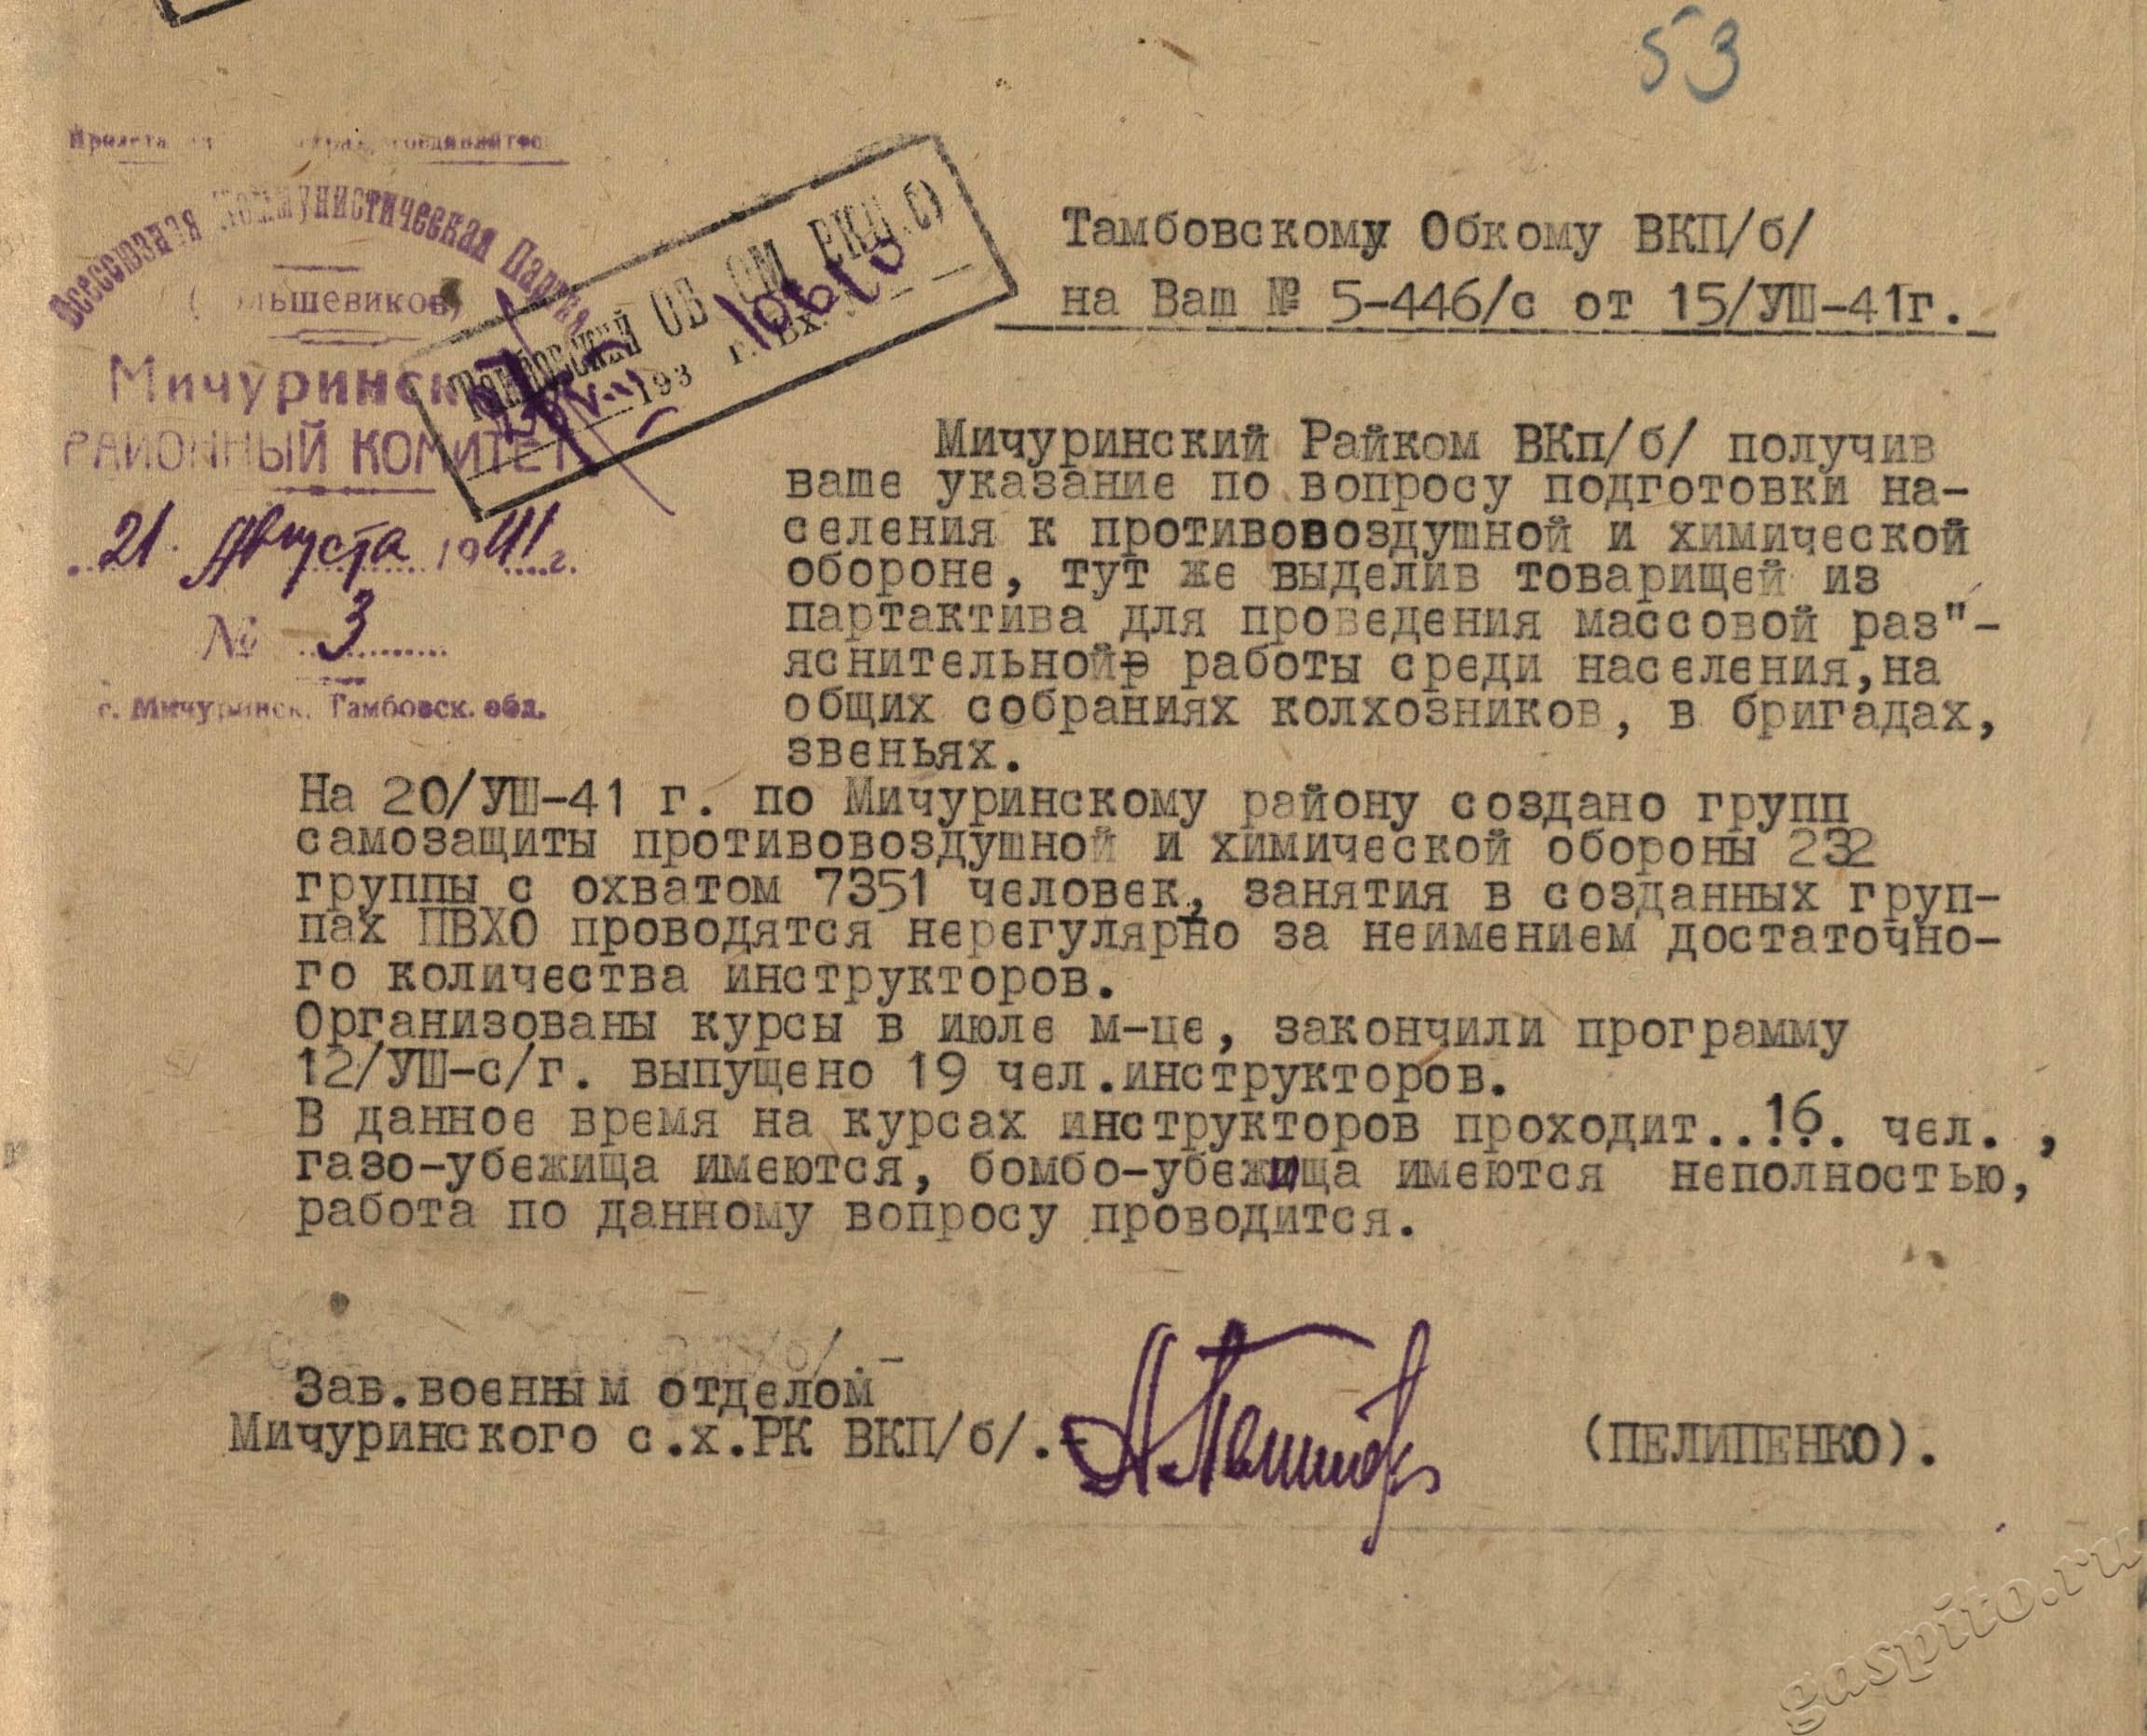 53
Всесоюзная Коммунистическая Партия
Мичуринск
РАЙОННЫЙ КОМИТЕТ
21 Августа 1941 г.
№ 3
г. Мичуринск, Тамбовск. обл.
193 г. Вх.
Тамбовскому Обкому ВКП/б/
на Ваш № 5-446/с от 15/УШ-41г.
Мичуринский Райком ВКп/б/ получив
ваше указание по вопросу подготовки на-
селения к противовоздушной и химической
обороне, тут же выделив товарищей из
партактива для проведения массовой раз"-
яснительной работы среди населения,на
общих собраниях колхозников, в бригадах,
звеньях.
На 20/УШ-41 г. по Мичуринскому району создано групп
самозащиты противовоздушной и химической обороны 232
группы с охватом 7351 человек, занятия в созданных груп-
пах ПВХО проводятся нерегулярно за неимением достаточно-
го количества инструкторов.
Организованы курсы в июле м-це, закончили программу
12/УШ-с/г. выпущено 19 чел.инструкторов.
В данное время на курсах инструкторов проходит..16.. чел. ,
газо-убежища имеются, бомбо-убежища имеются неполностью,
работа по данному вопросу проводится.
Зав.военным отделом
Мичуринского с.х.РК ВКП/б/.- (ПЕЛИПЕНКО).
gaspito.ru